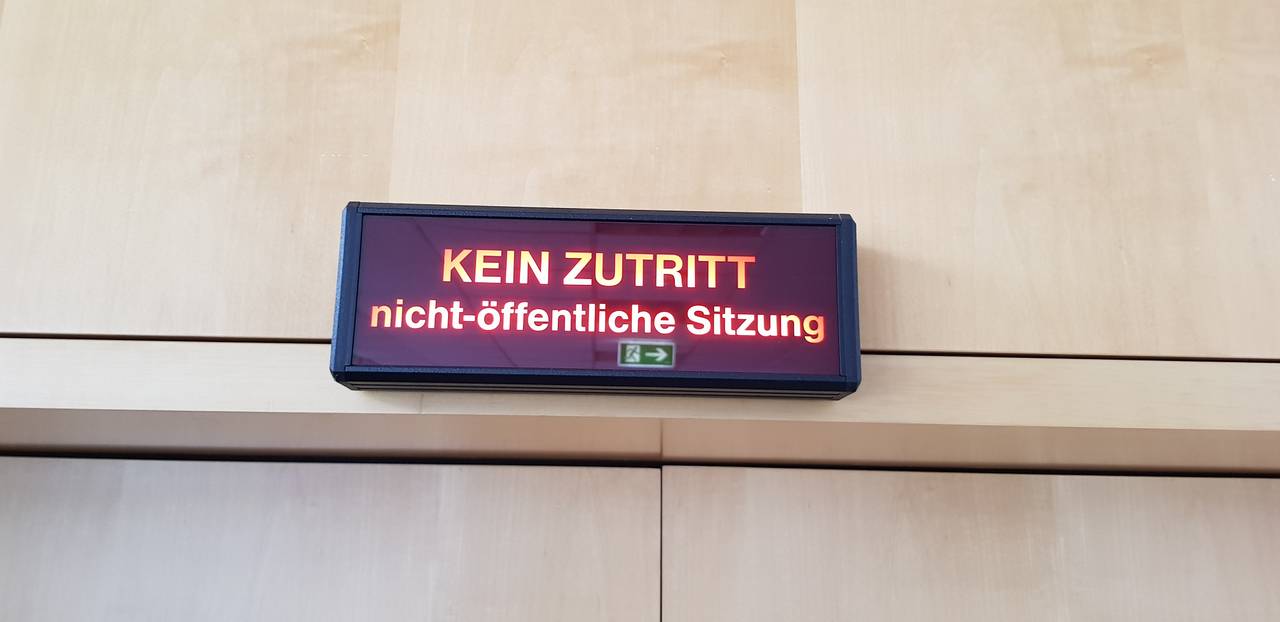 KEIN ZUTRITT
nicht-öffentliche Sitzung